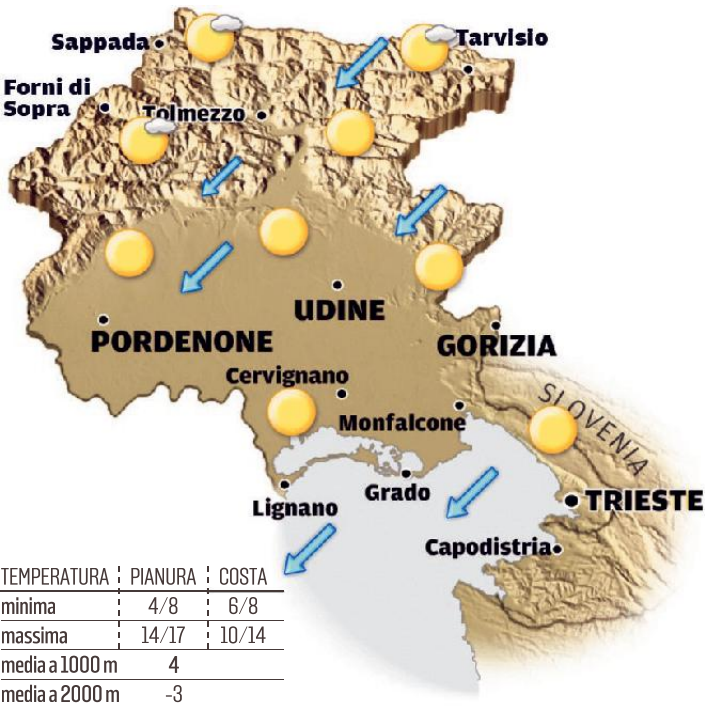 Sappada
Tarvisio
Forni di
Sopra
Tolmezzo
UDINE
PORDENONE
GORIZIA
Cervignano
SLOVENIA
Monfalcone
Grado
Lignano
TRIESTE
Capodistria
TEMPERATURA PIANURA COSTA
minima 4/8 6/8
massima 14/17 10/14
media a 1000 m 4
media a 2000 m -3